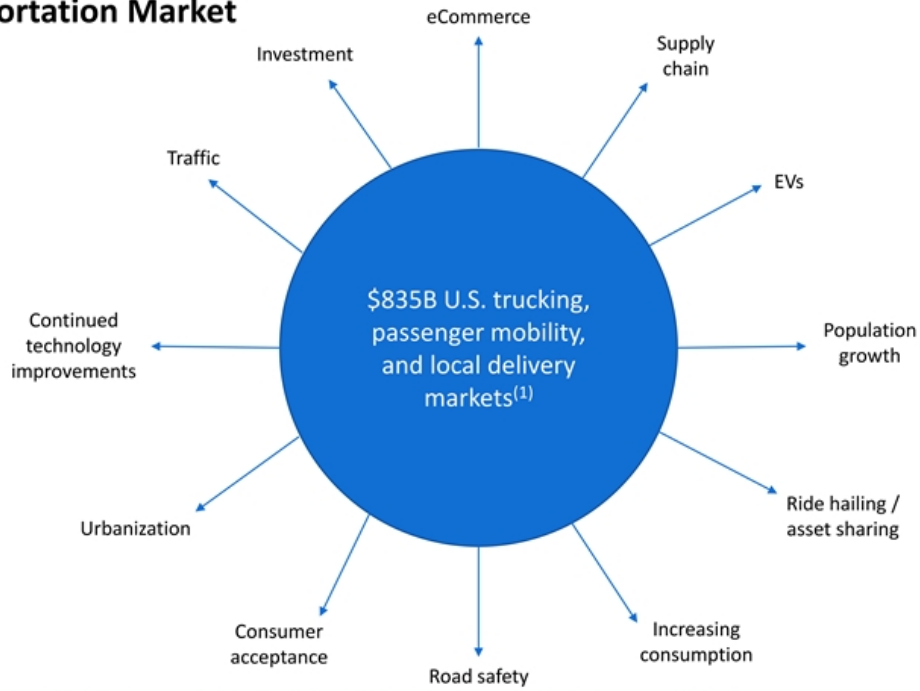 ortation Market
eCommerce
Supply
chain
EVs
Population
growth
Ride hailing /
asset sharing
Increasing
consumption
Road safety
Consumer
acceptance
Urbanization
Continued
technology
improvements
Traffic
Investment
$835B U.S. trucking,
passenger mobility,
and local delivery
markets(1)